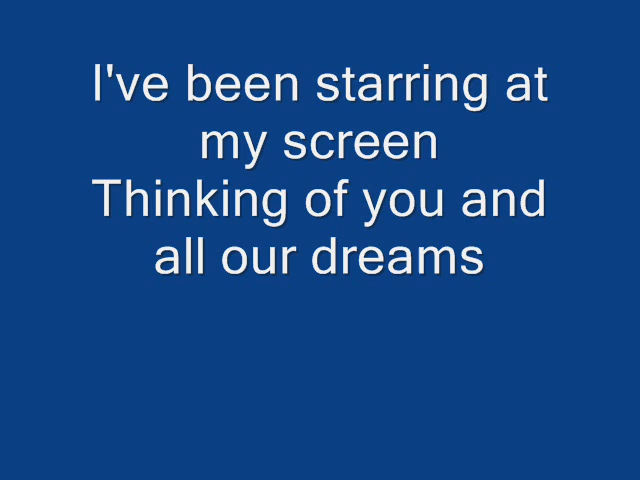 I've been starring at
my screen
Thinking of you and
all our dreams